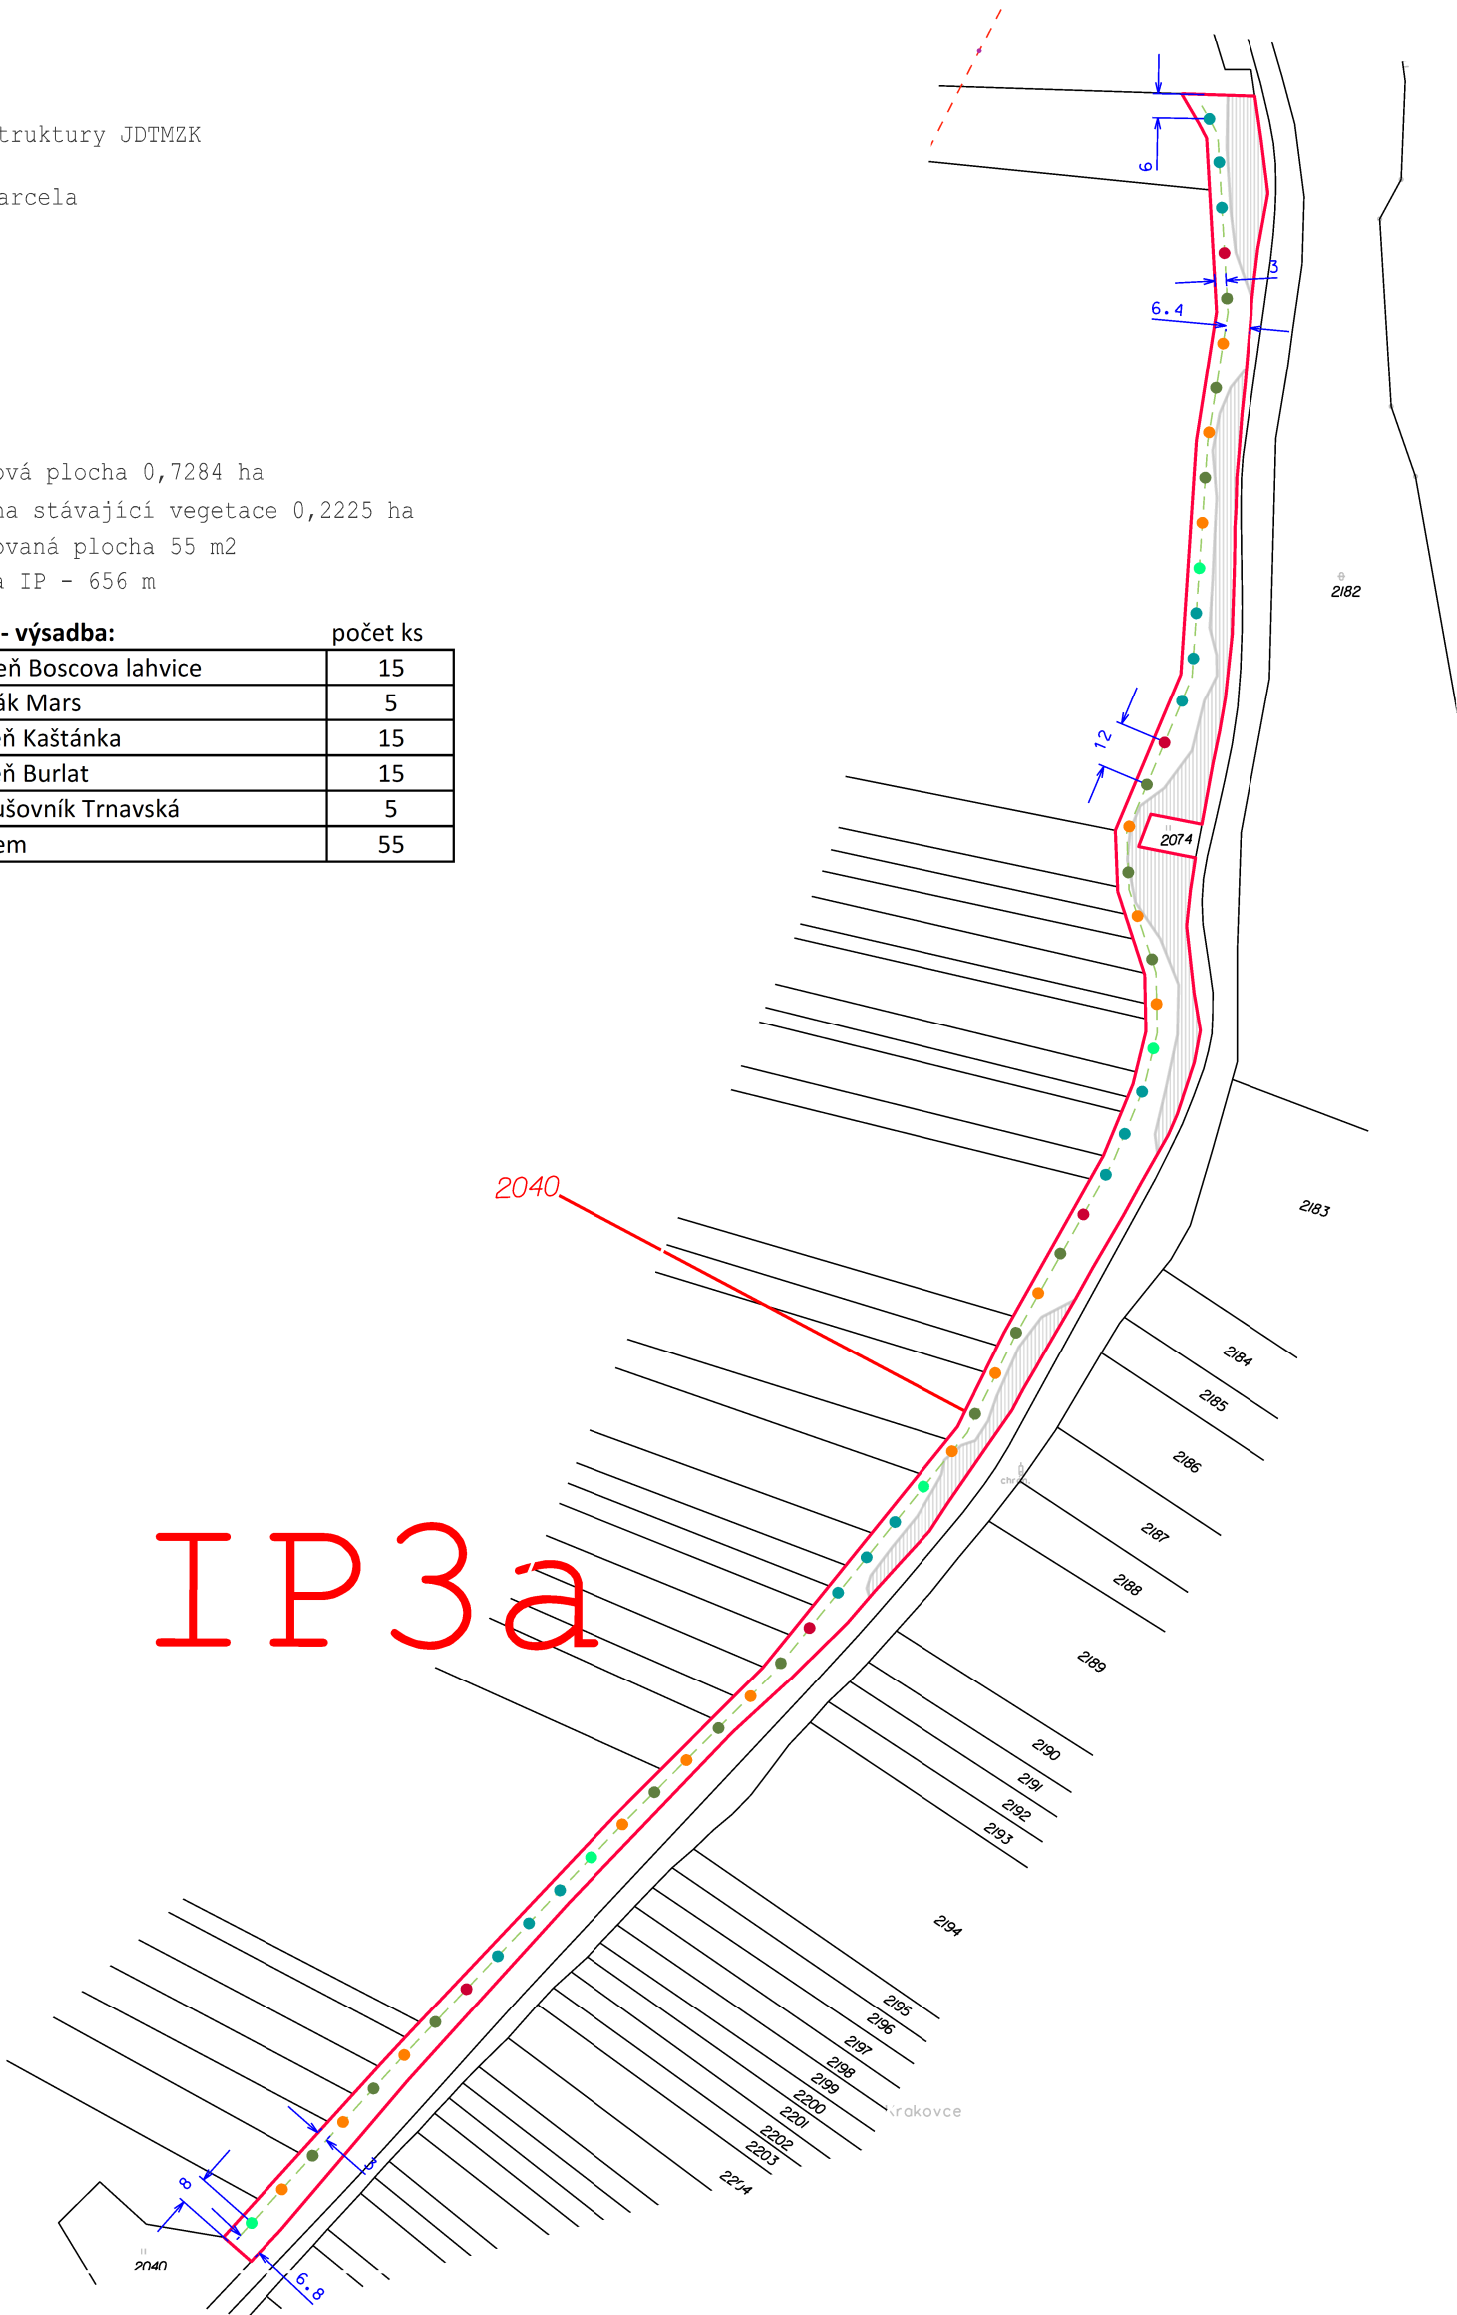 truktury JDTMZK
arcela
ová plocha 0,7284 ha
na stávající vegetace 0,2225 ha
ovaná plocha 55 m2
a IP - 656 m
- výsadba: počet ks
eň Boscova lahvice 15
ák Mars 5
ň Kaštánka 15
eň Burlat 15
ušovník Trnavská 5
em 55
6
3
6.4
2182
12
2074
2040
2183
2184
2185
2186
chrán.
2187
2188
IP3a
2189
2190
2191
2192
2193
2194
2195
2196
2197
2198
2199
2200
2201
2202
2203
2204
Krakovce
3
8
2040
6.8